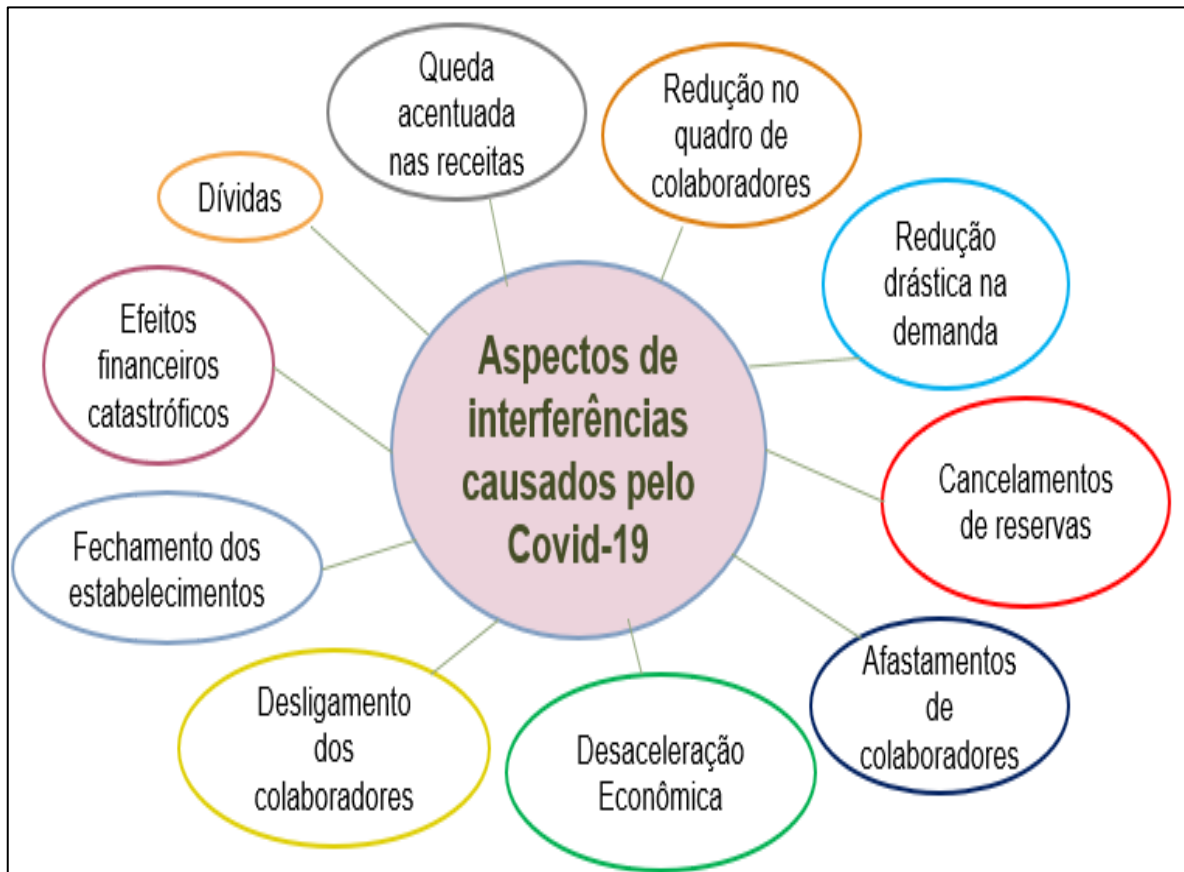 Queda
acentuada
nas receitas
Redução no
quadro de
colaboradores
Dívidas
Redução
drástica na
demanda
Efeitos
financeiros
catastróficos
Aspectos de
interferências
causados pelo
Covid-19
Cancelamentos
de reservas
Fechamento dos
estabelecimentos
Afastamentos
de
colaboradores
Desligamento
dos
colaboradores
Desaceleração
Econômica